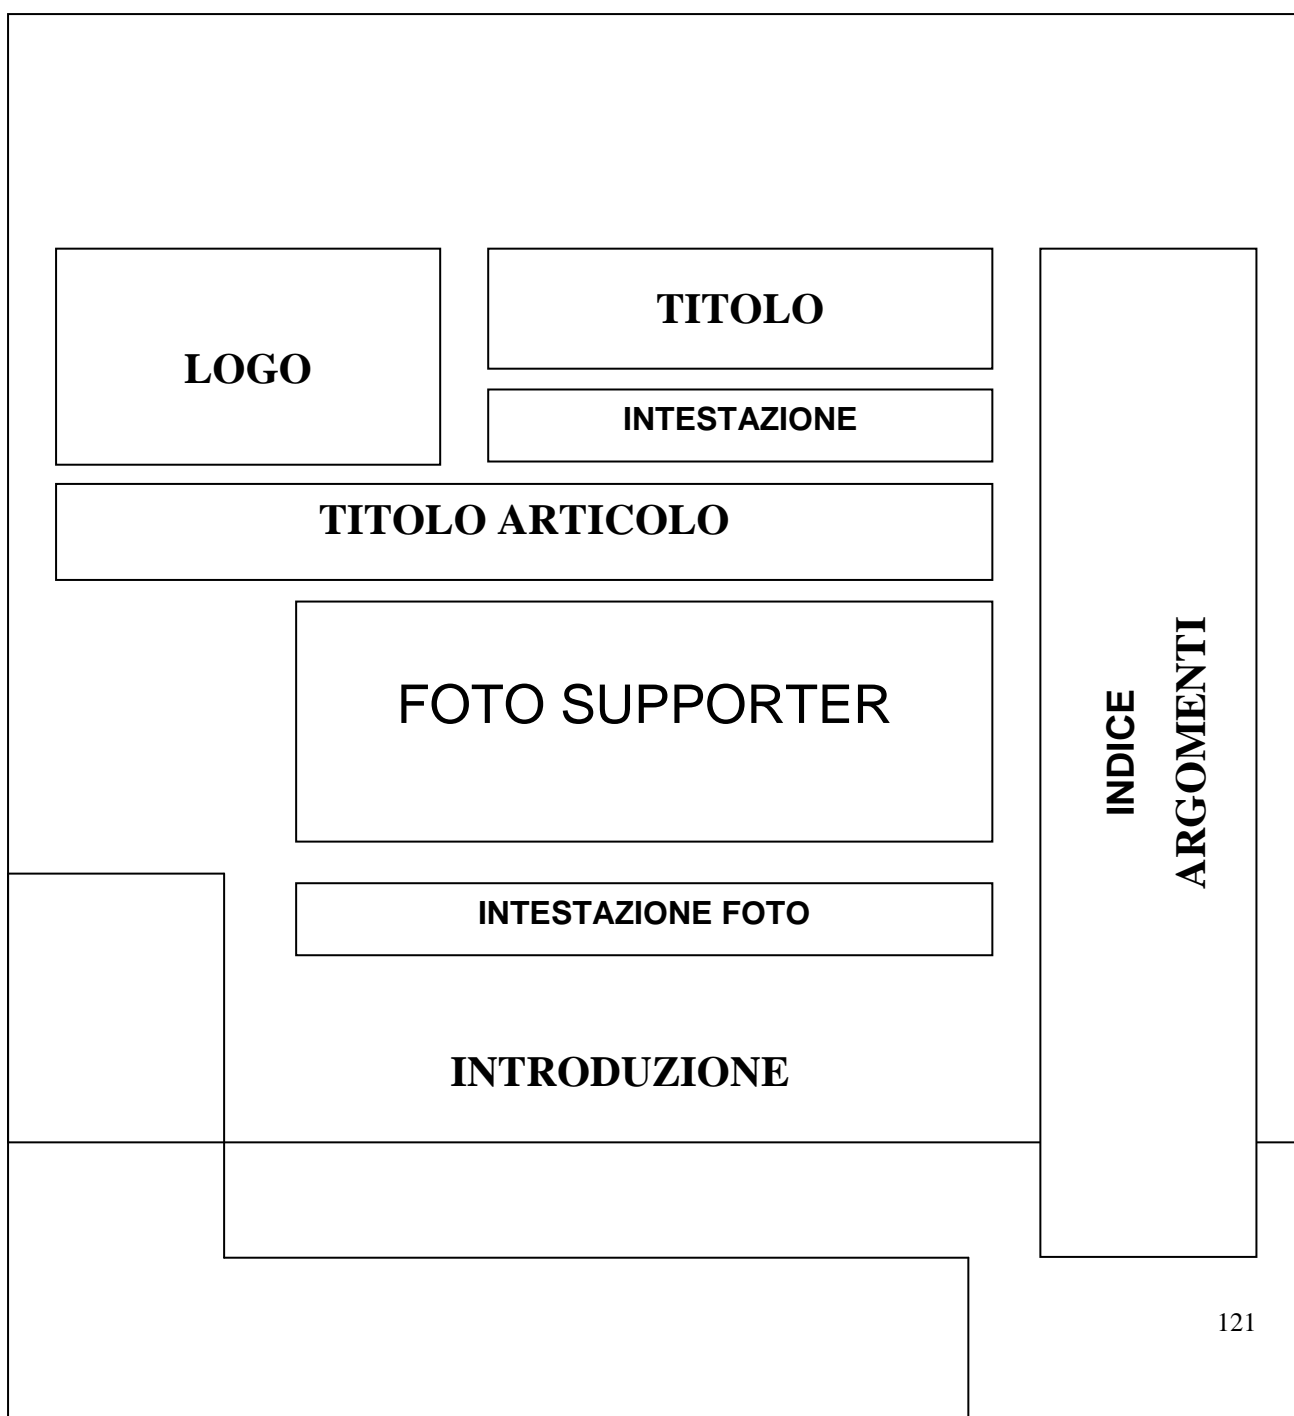 LOGO
TITOLO
INTESTAZIONE
TITOLO ARTICOLO
FOTO SUPPORTER
INTESTAZIONE FOTO
INTRODUZIONE
INDICE
ARGOMENTI
121